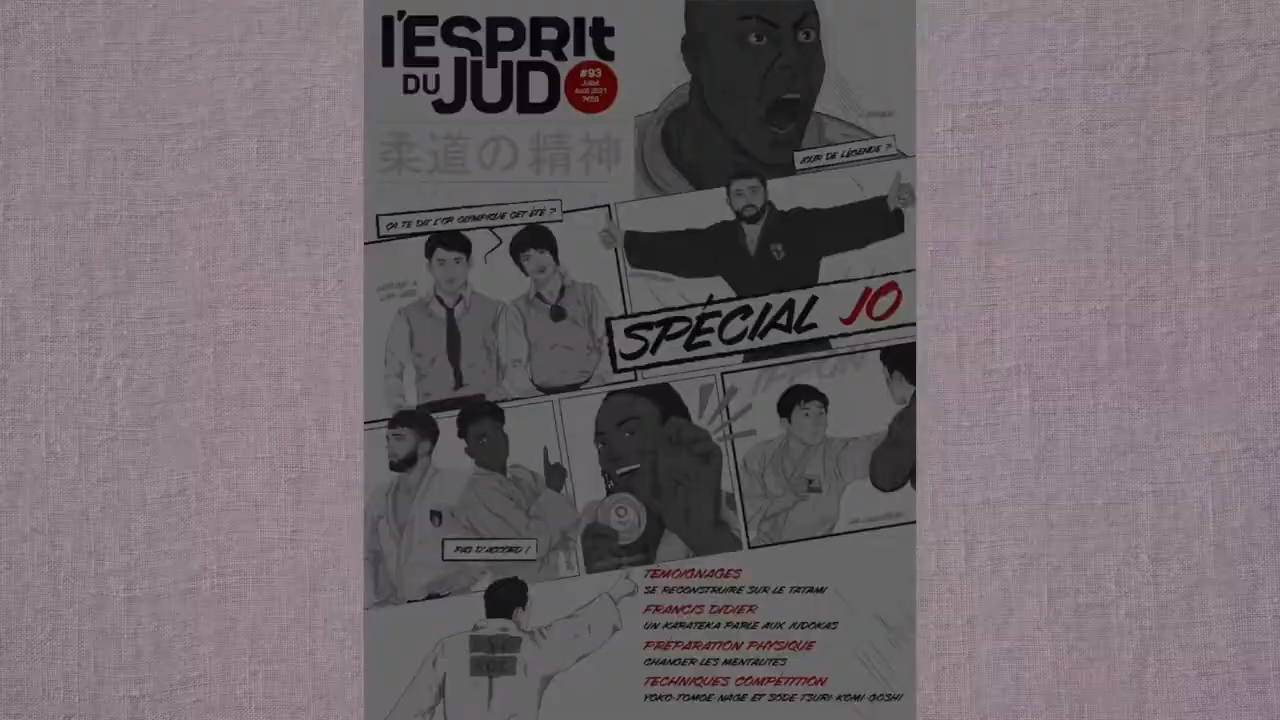 l'ESPRIt
DU JUDO
#93
Juillet
Août 2021
柔道の精神
JOUR DE LÉGENDE ?
ÇA TE DIT L'OR OLYMPIQUE CET ÉTÉ ?
SPÉCIAL JO
PAS D'ACCORD !
TÉMOIGNAGES
SE RECONSTRUIRE SUR LE TATAMI
FRANCIS DIDIER
UN KARATEKA PARLE AUX JUDOKAS
PRÉPARATION PHYSIQUE
CHANGER LES MENTALITÉS
TECHNIQUES COMPÉTITION
YOKO-TOMOE-NAGE ET SODE-TSURI-KOMI-GOSHI